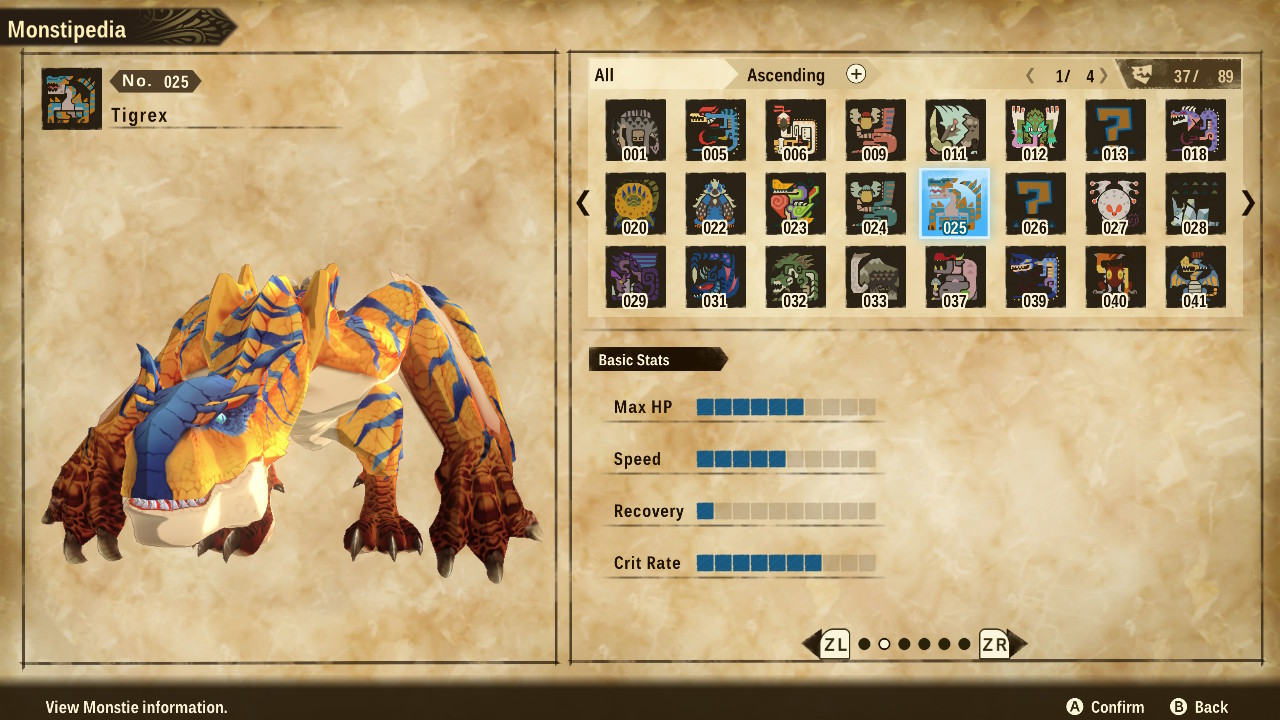 Monstipedia
No. 025
Tigrex
All
Ascending
1/ 4
37/ 89
001 005 006 009 011 012 013 018
020 022 023 024 025 026 027 028
029 031 032 033 037 039 040 041
Basic Stats
Max HP
Speed
Recovery
Crit Rate
ZL ZR
View Monstie information.
A Confirm B Back